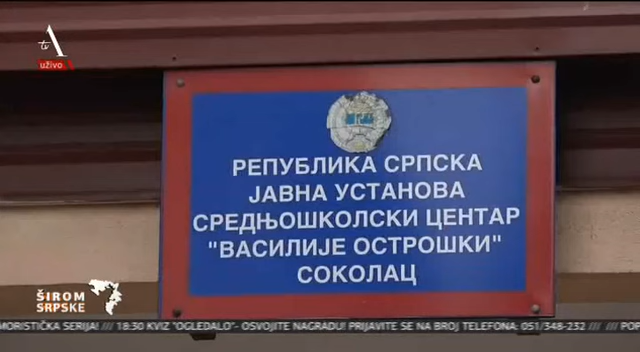 tv A
uživo
РЕПУБЛИКА СРПСКА
ЈАВНА УСТАНОВА
СРЕДЊОШКОЛСКИ ЦЕНТАР
"ВАСИЛИЈЕ ОСТРОШКИ"
СОКОЛАЦ
ŠIROM
SRPSKE
MORISTIČKA SERIJA! /// 18:30 KVIZ "OGLEDALO" - OSVOJITE NAGRADU! PRIJAVITE SE NA BROJ TELEFONA: 051/348-232 ///